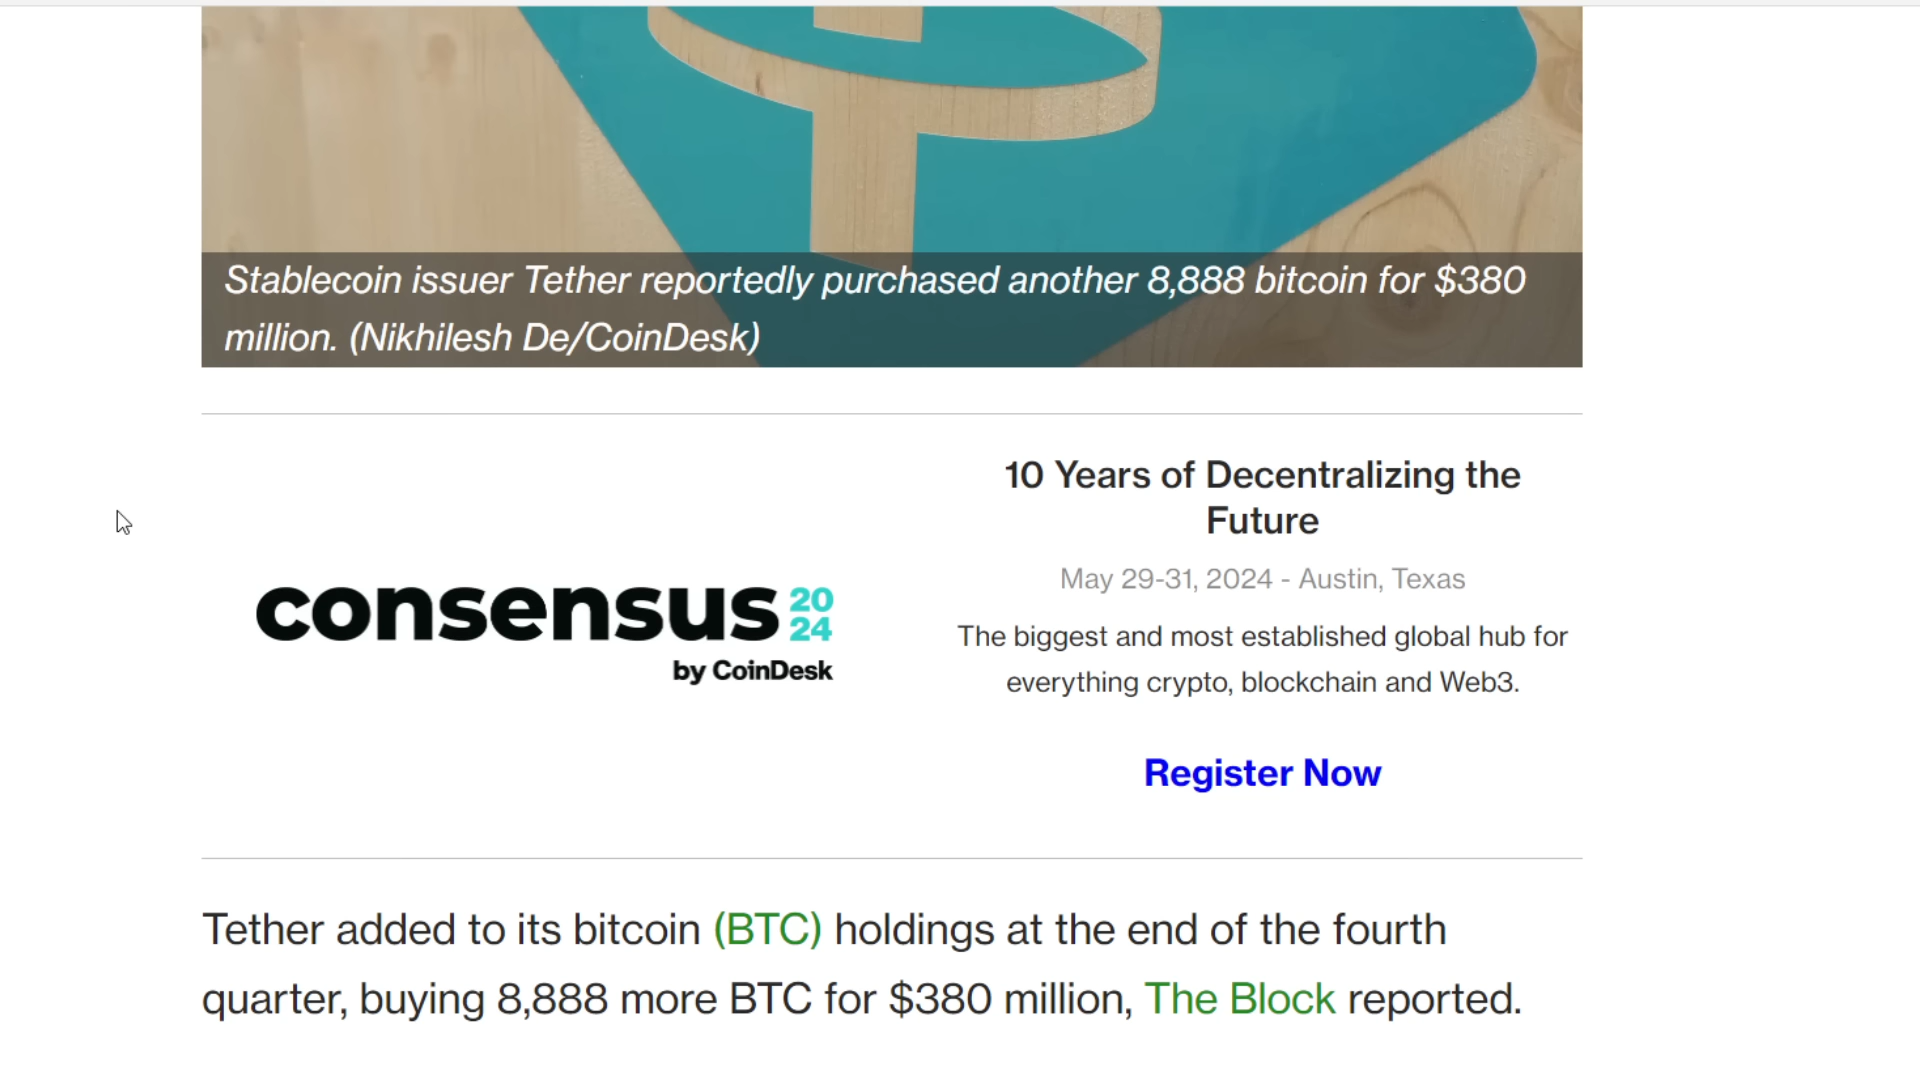 Stablecoin issuer Tether reportedly purchased another 8,888 bitcoin for $380
million. (Nikhilesh De/CoinDesk)
consensus 20
24
by CoinDesk
10 Years of Decentralizing the
Future
May 29-31, 2024 - Austin, Texas
The biggest and most established global hub for
everything crypto, blockchain and Web3.
Register Now
Tether added to its bitcoin (BTC) holdings at the end of the fourth
quarter, buying 8,888 more BTC for $380 million, The Block reported.